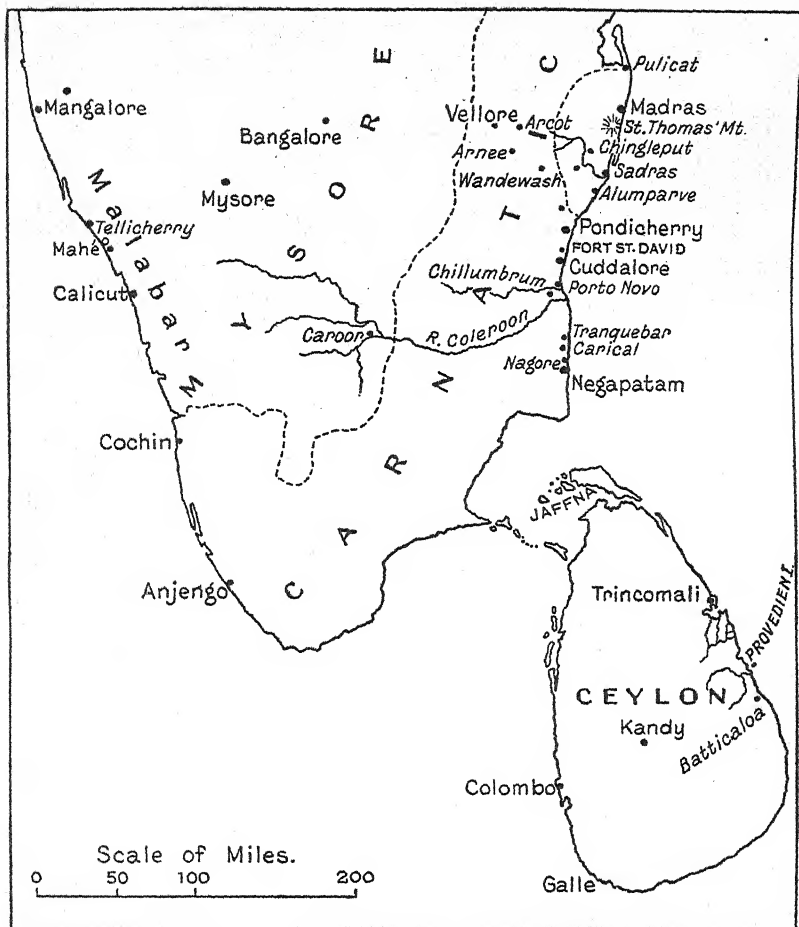 Pulicat
Madras
St. Thomas' Mt.
Mangalore
Vellore
Arcot
Bangalore
Chingleput
Arnee
Sadras
Wandewash
Mysore
Alumparve
Malabar
MYSORE
CARNATIC
Tellicherry
Pondicherry
Mahé
FORT ST. DAVID
Cuddalore
Chillumbrum
Calicut
Porto Novo
Caroor
R. Coleroon
Tranquebar
Carical
Nagore
Negapatam
Cochin
JAFFNA
Anjengo
Trincomali
PROVEDIEN I.
CEYLON
Kandy
Batticaloa
Colombo
Scale of Miles.
0 50 100 200
Galle